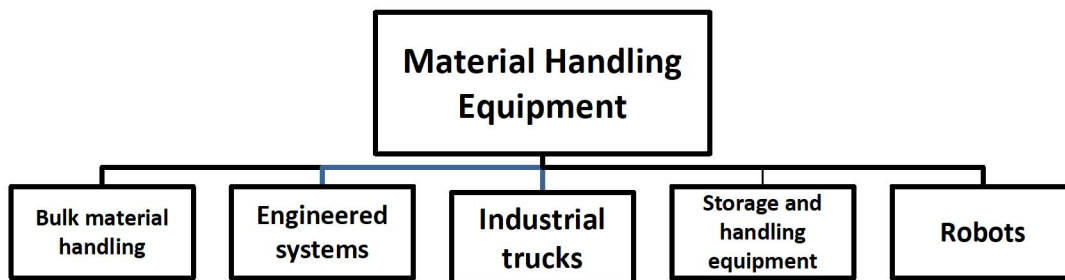 Material Handling
Equipment
Bulk material
handling
Engineered
systems
Industrial
trucks
Storage and
handling
equipment
Robots